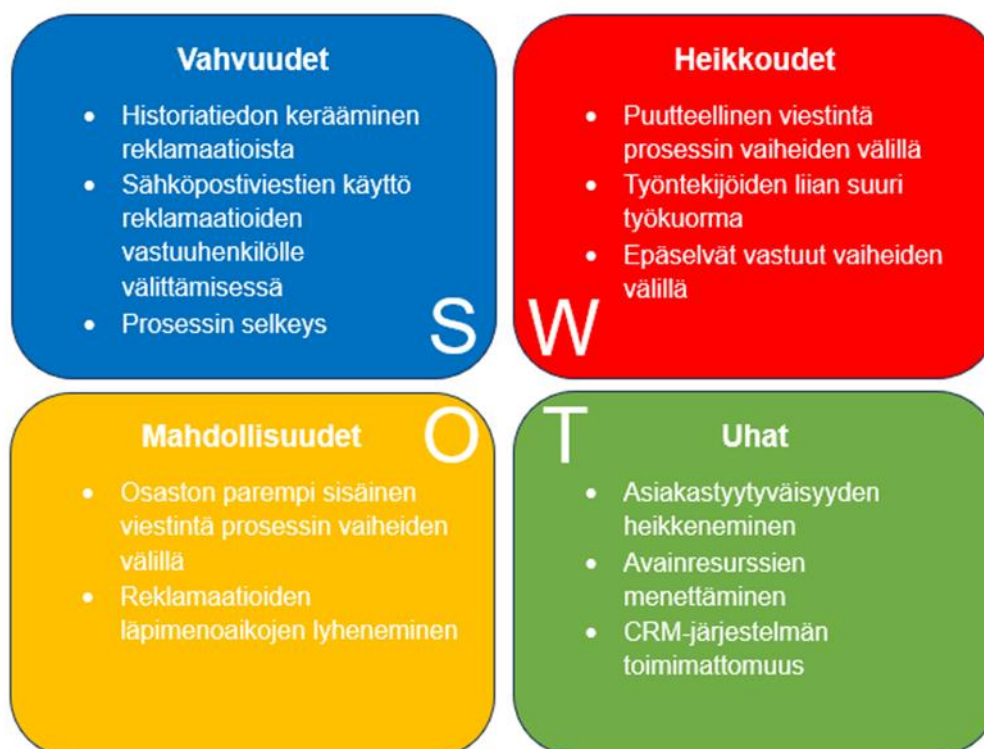 Vahvuudet
Historiatiedon kerääminen
reklamaatioista
Sähköpostiviestien käyttö
reklamaatioiden
vastuuhenkilölle
välittämisessä
Prosessin selkeys
S
Heikkoudet
Puutteellinen viestintä
prosessin vaiheiden välillä
Työntekijöiden liian suuri
työkuorma
Epäselvät vastuut vaiheiden
välillä
W
Mahdollisuudet
O
Osaston parempi sisäinen
viestintä prosessin vaiheiden
välillä
Reklamaatioiden
läpimenoaikojen lyheneminen
T
Uhat
Asiakastyytyväisyyden
heikkeneminen
Avainresurssien
menettäminen
CRM-järjestelmän
toimimattomuus